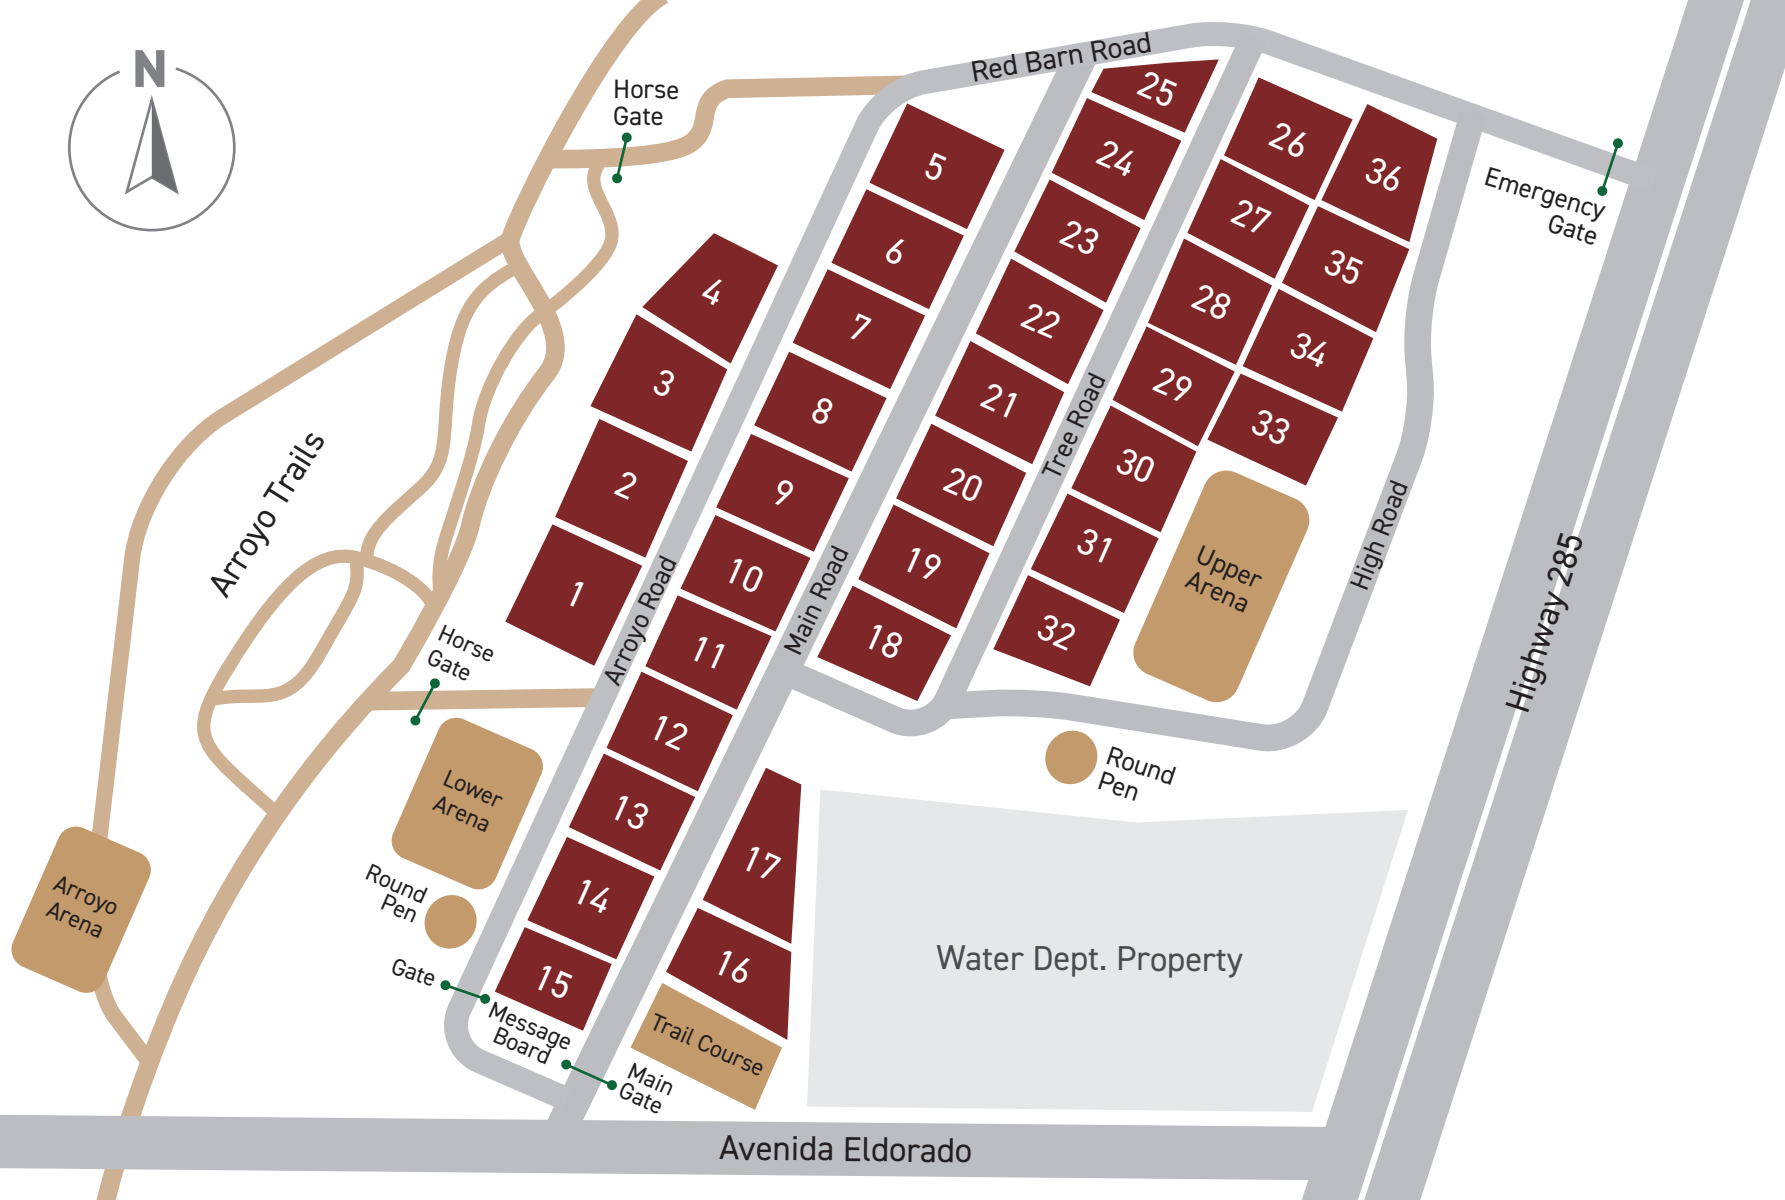 N
Horse
Gate
Red Barn Road
Emergency
Gate
25
24
23
22
21
20
19
18
26
27
28
29
30
31
32
36
35
34
33
5
6
7
8
9
10
11
12
13
14
15
4
3
2
1
17
16
Arroyo Trails
Tree Road
High Road
Highway 285
Arroyo Road
Main Road
Upper
Arena
Horse
Gate
Lower
Arena
Round
Pen
Round
Pen
Arroyo
Arena
Gate
Message
Board
Main
Gate
Trail Course
Water Dept. Property
Avenida Eldorado